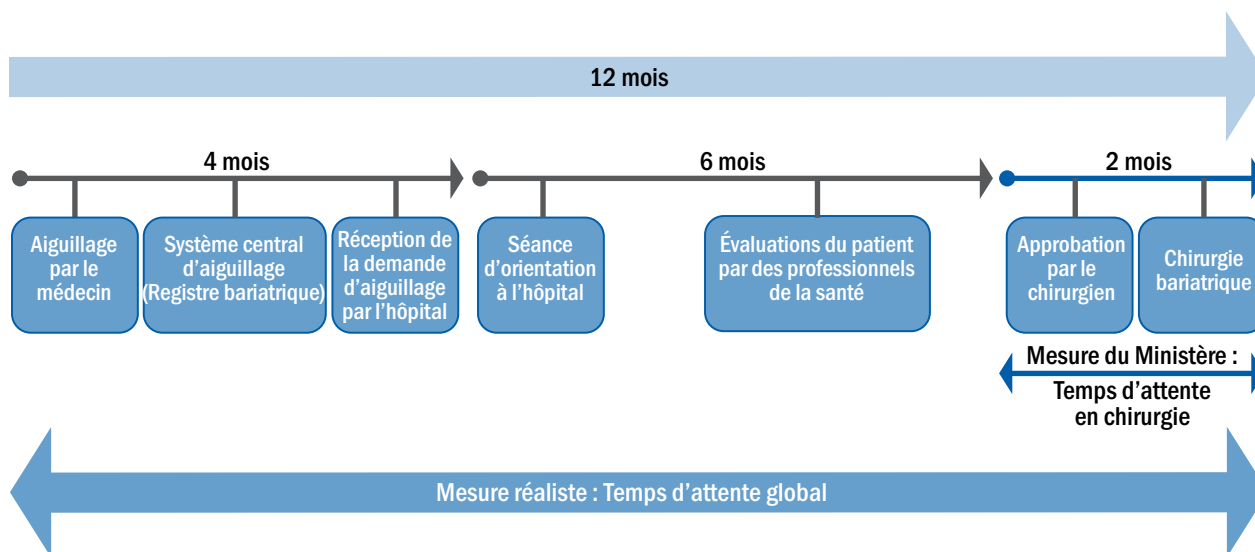 12 mois
4 mois
6 mois
2 mois
Aiguillage
par le
médecin
Système central
d'aiguillage
(Registre bariatrique)
Réception de
la demande
d'aiguillage
par l'hôpital
Séance
d'orientation
à l'hôpital
Évaluations du patient
par des professionnels
de la santé
Approbation
par le
chirurgien
Chirurgie
bariatrique
Mesure du Ministère :
Temps d'attente
en chirurgie
Mesure réaliste : Temps d'attente global